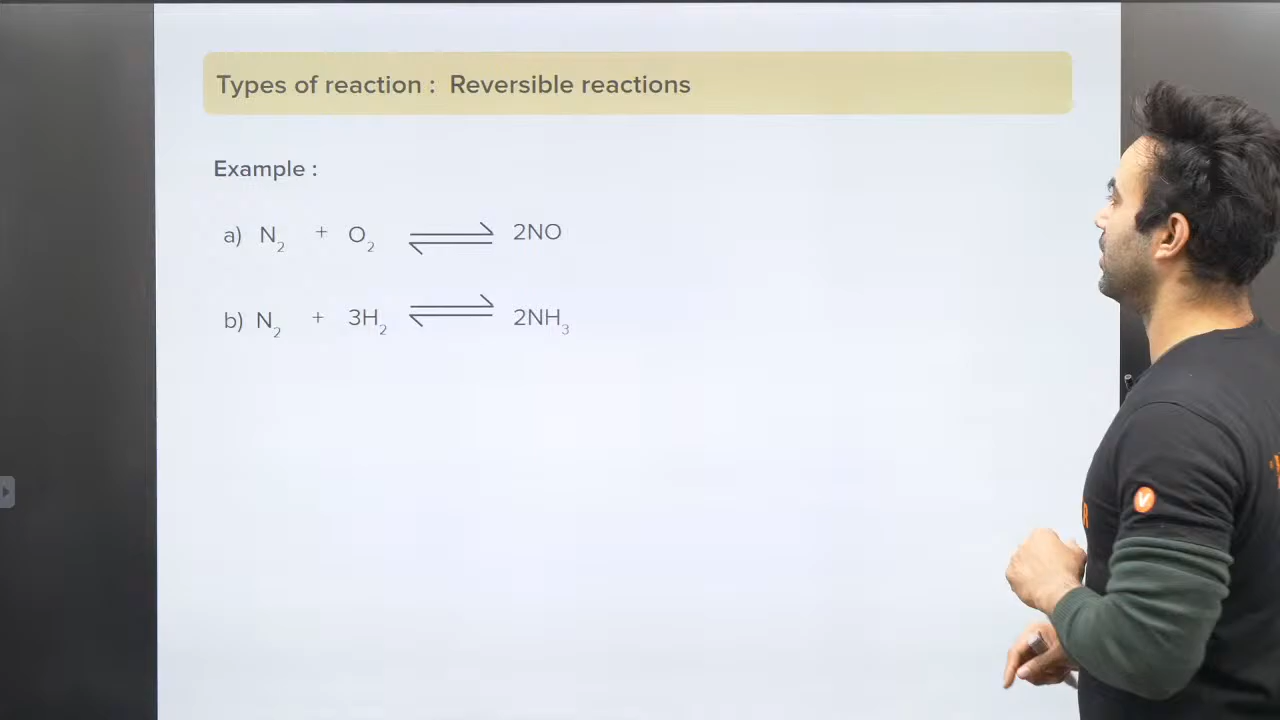 Types of reaction : Reversible reactions
Example :
a) N₂ + O₂ ⇌ 2NO
b) N₂ + 3H₂ ⇌ 2NH₃
V
R